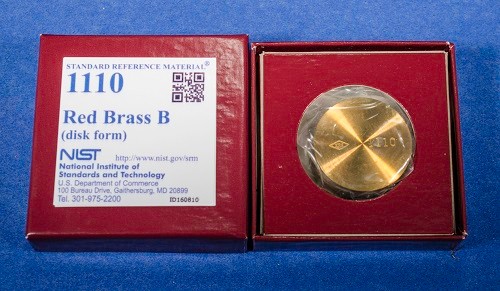 STANDARD REFERENCE MATERIAL®
1110
Red Brass B
(disk form)
NIST http://www.nist.gov/srm
National Institute of
Standards and Technology
U.S. Department of Commerce
100 Bureau Drive, Gaithersburg, MD 20899
Tel. 301-975-2200
ID160810
1110